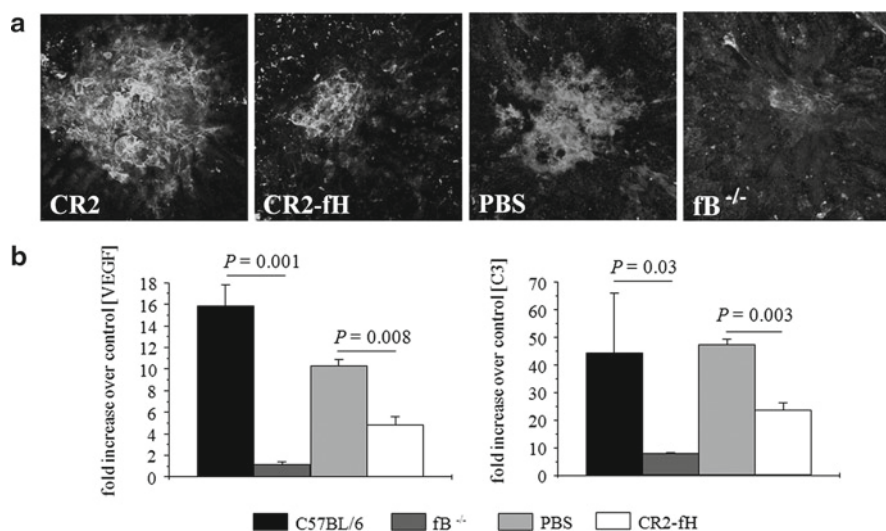 a
CR2
CR2-fH
PBS
fB -/-
b
fold increase over control [VEGF]
18
16
14
12
10
8
6
4
2
0
P = 0.001
P = 0.008
fold increase over control [C3]
70
60
50
40
30
20
10
0
P = 0.03
P = 0.003
C57BL/6
fB -/-
PBS
CR2-fH